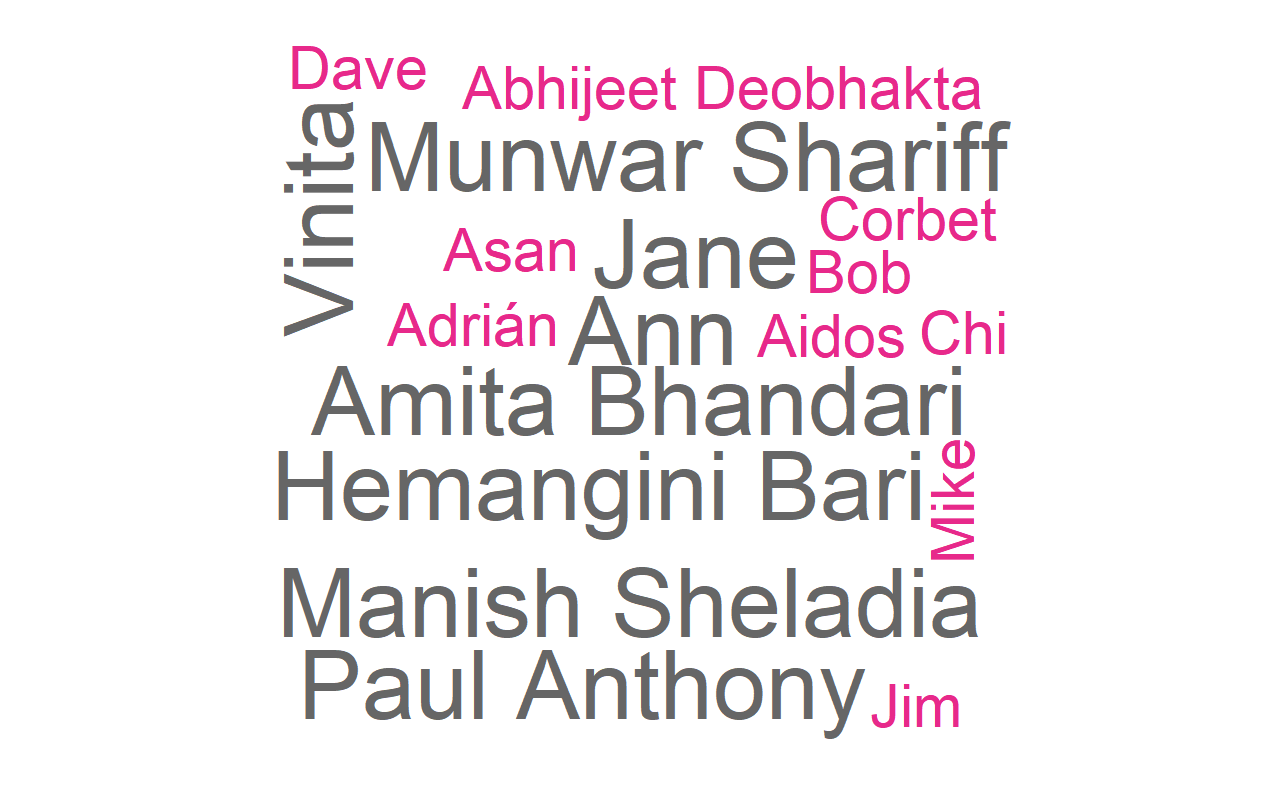 Dave
Abhijeet Deobhakta
Vinita
Munwar Shariff
Corbet
Asan
Jane
Bob
Adrián
Ann
Aidos
Chi
Amita Bhandari
Hemangini Bari
Mike
Manish Sheladia
Paul Anthony
Jim